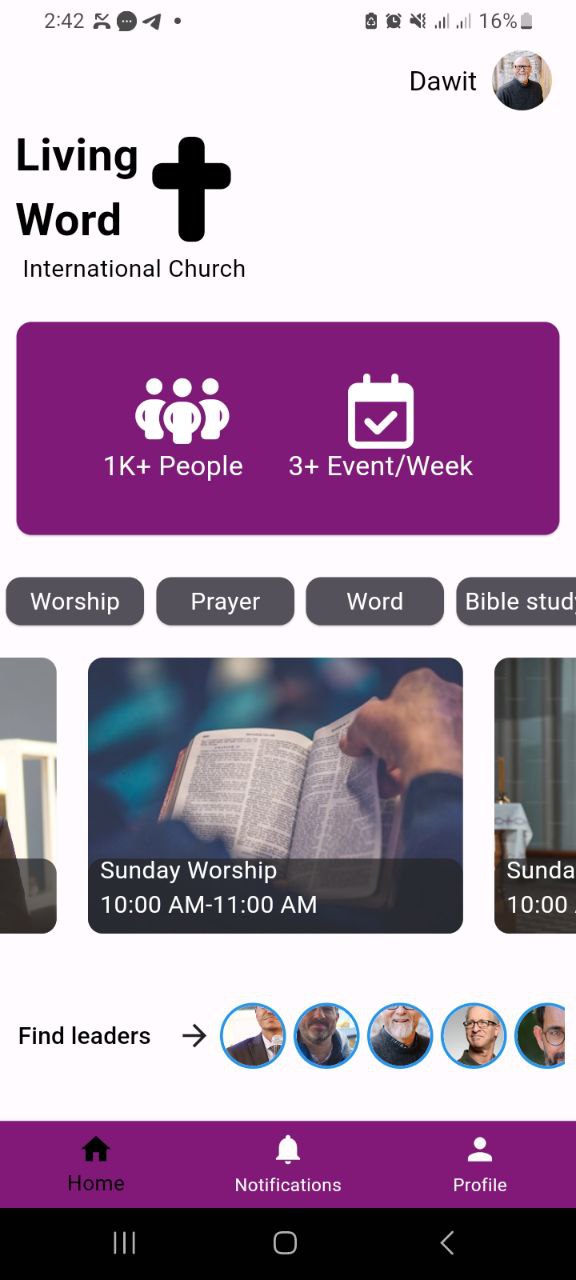 2:42
16%
Dawit
Living
Word
International Church
1K+ People
3+ Event/Week
Worship
Prayer
Word
Bible study
Sunday Worship
10:00 AM-11:00 AM
Sunda
10:00
Find leaders
Home
Notifications
Profile